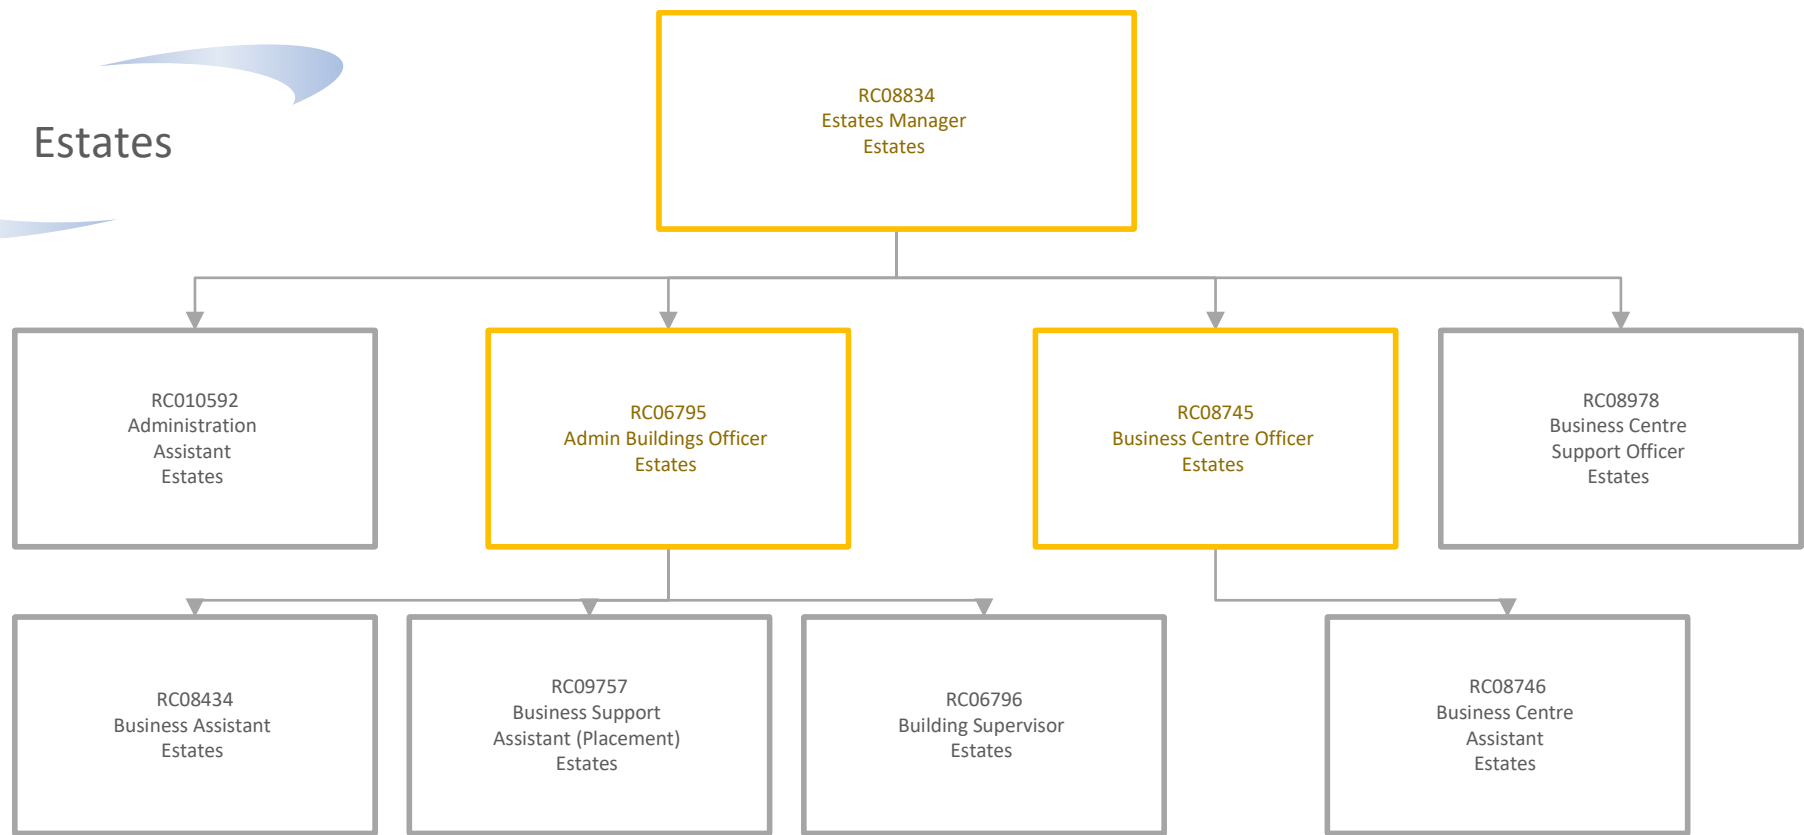 Estates
RC08834
Estates Manager
Estates
RC010592
Administration
Assistant
Estates
RC06795
Admin Buildings Officer
Estates
RC08745
Business Centre Officer
Estates
RC08978
Business Centre
Support Officer
Estates
RC08434
Business Assistant
Estates
RC09757
Business Support
Assistant (Placement)
Estates
RC06796
Building Supervisor
Estates
RC08746
Business Centre
Assistant
Estates